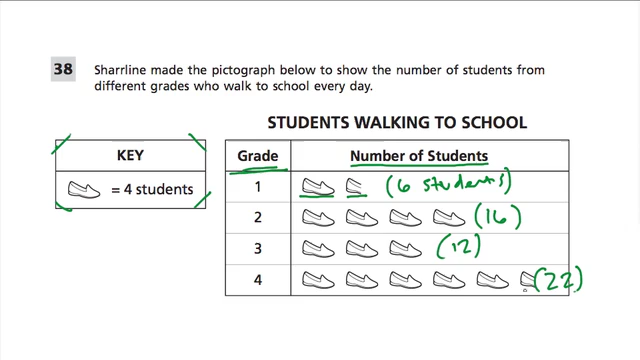 38 Sharrline made the pictograph below to show the number of students from
different grades who walk to school every day.
STUDENTS WALKING TO SCHOOL
KEY
= 4 students
Grade Number of Students
1 (6 students)
2 (16)
3 (12)
4 (22)